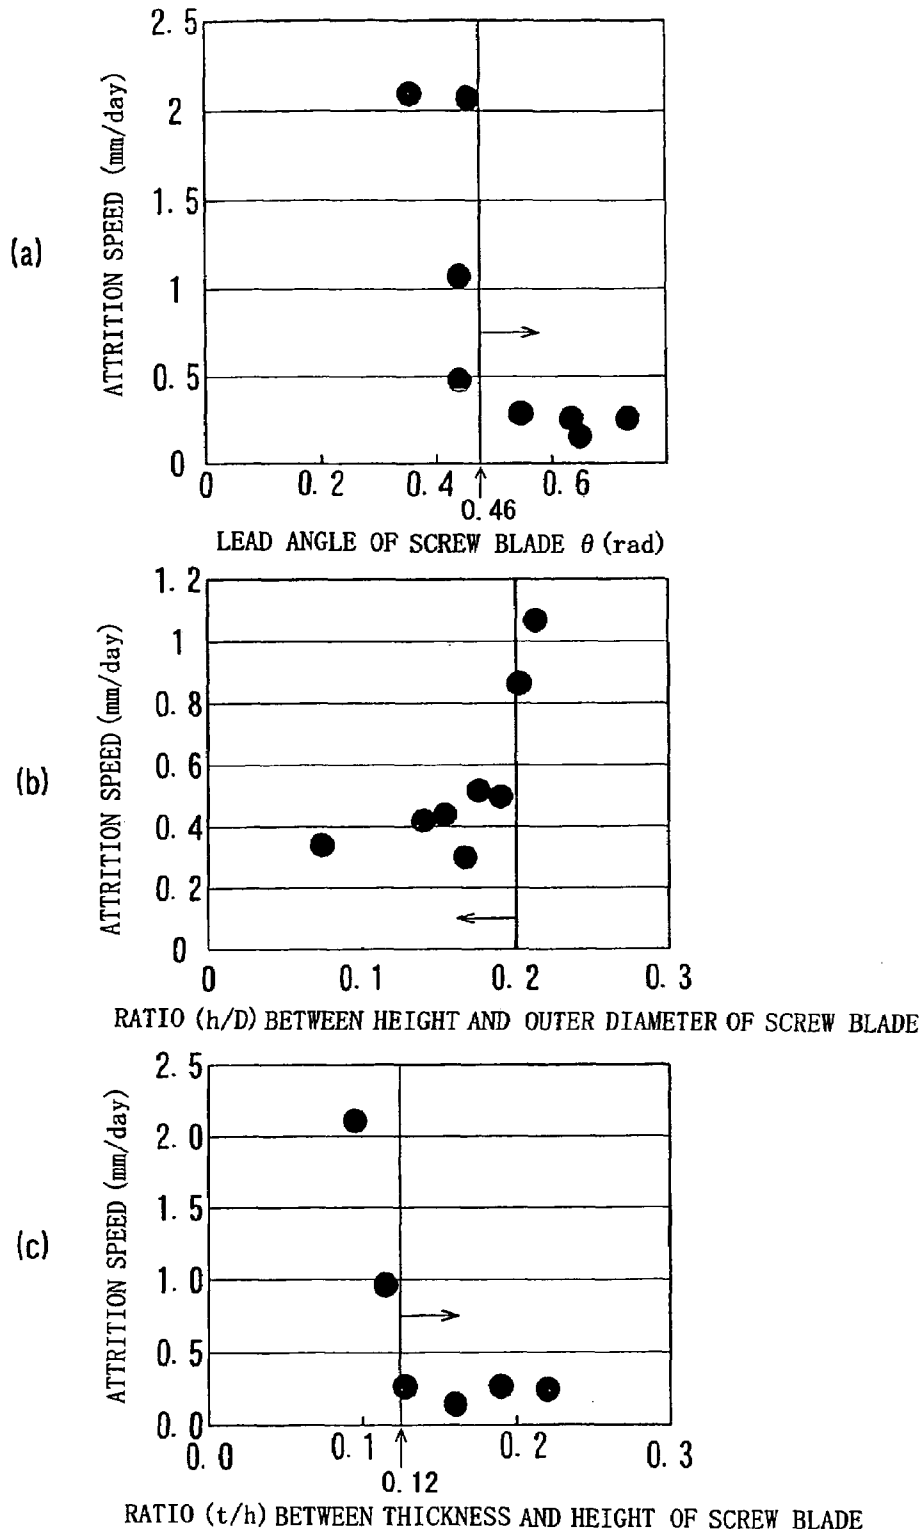 (a)
ATTRITION SPEED (mm/day)
2.5
2
1.5
1
0.5
0
0 0.2 0.4 0.6
0.46
LEAD ANGLE OF SCREW BLADE θ (rad)
(b)
ATTRITION SPEED (mm/day)
1.2
1
0.8
0.6
0.4
0.2
0
0 0.1 0.2 0.3
RATIO (h/D) BETWEEN HEIGHT AND OUTER DIAMETER OF SCREW BLADE
(c)
ATTRITION SPEED (mm/day)
2.5
2.0
1.5
1.0
0.5
0.0
0.0 0.1 0.2 0.3
0.12
RATIO (t/h) BETWEEN THICKNESS AND HEIGHT OF SCREW BLADE